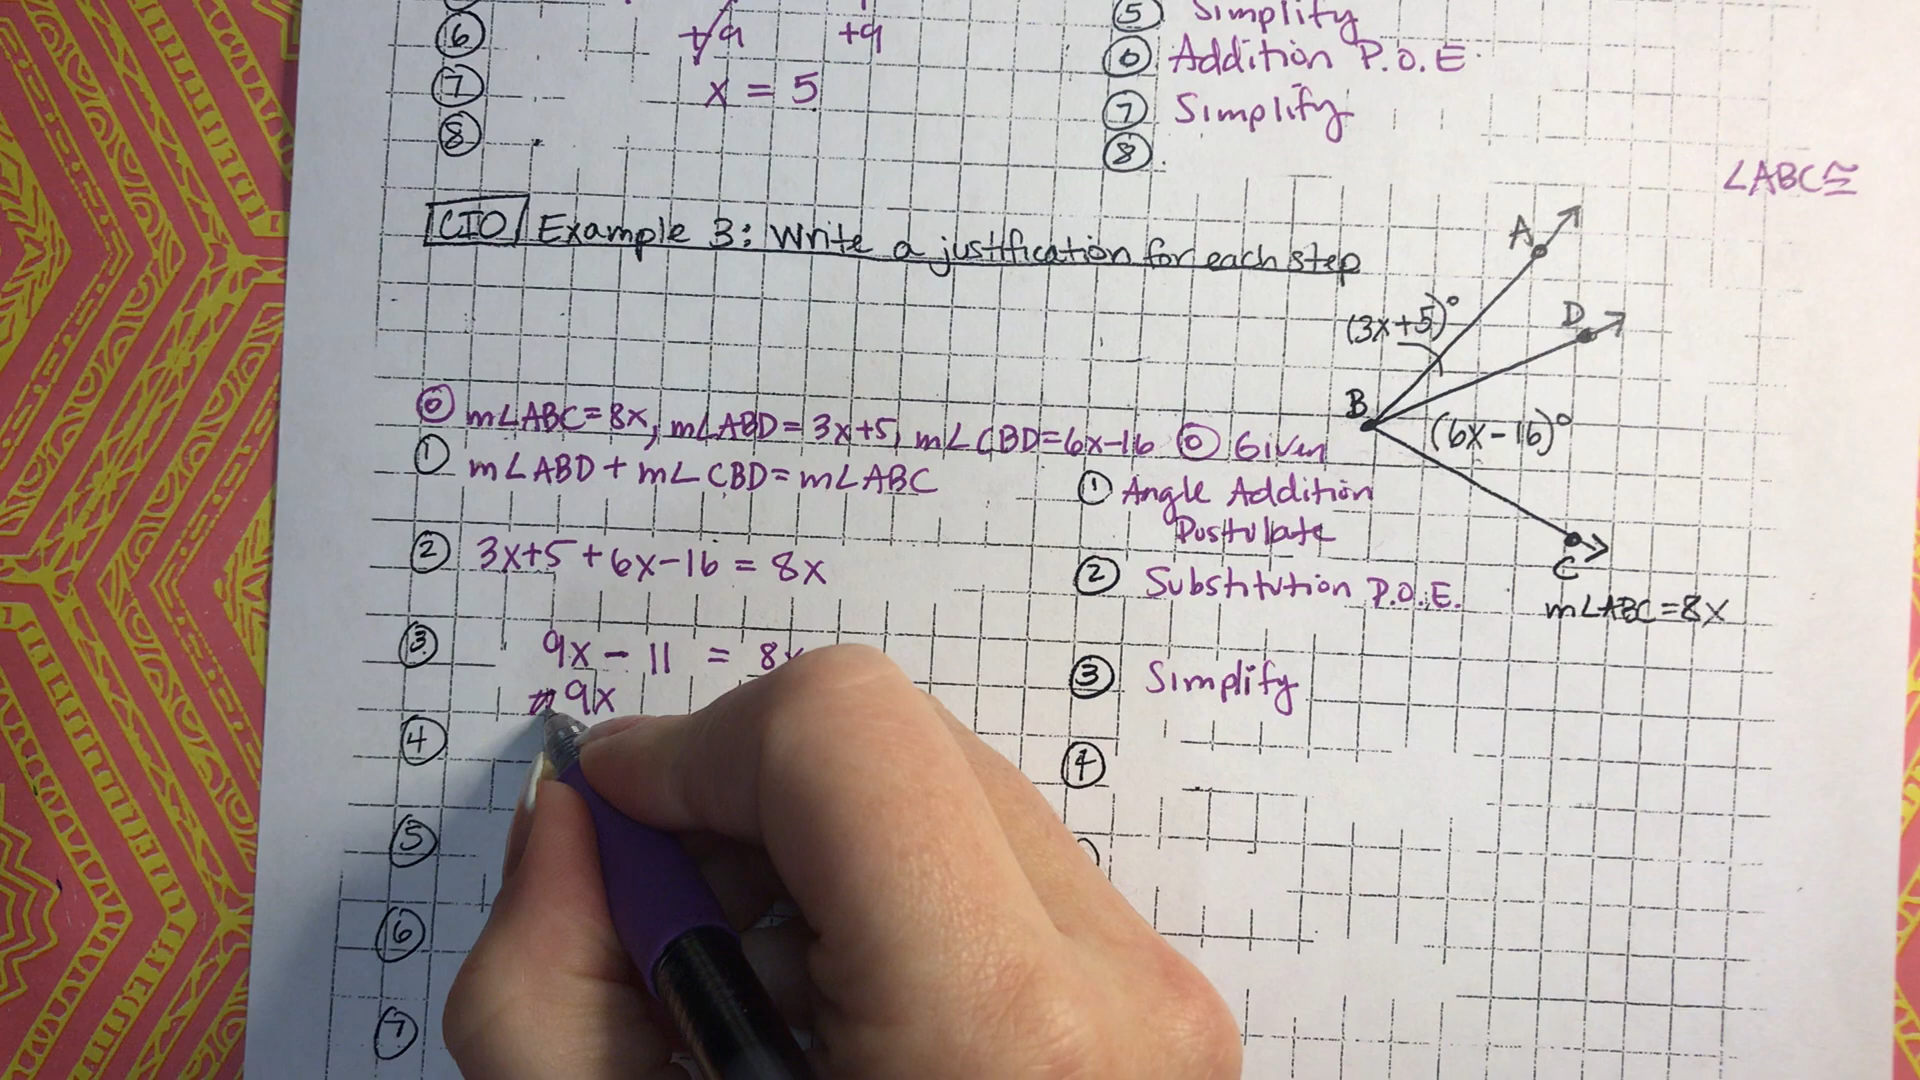 ⑥ +9 +9
⑦ x = 5
⑧
⑤ Simplify
⑥ Addition P.O.E.
⑦ Simplify
⑧
∠ABC≅
CIO Example 3: Write a justification for each step
A
D
(3x+5)°
B
(6x-16)°
C
m∠ABC=8x
⓪ m∠ABC=8x, m∠ABD=3x+5, m∠CBD=6x-16 ⓪ Given
① m∠ABD + m∠CBD = m∠ABC
① Angle Addition
Postulate
② 3x+5+6x-16 = 8x
② Substitution P.O.E.
③ 9x - 11 = 8x
9x
③ Simplify
④
④
⑤
⑥
⑦